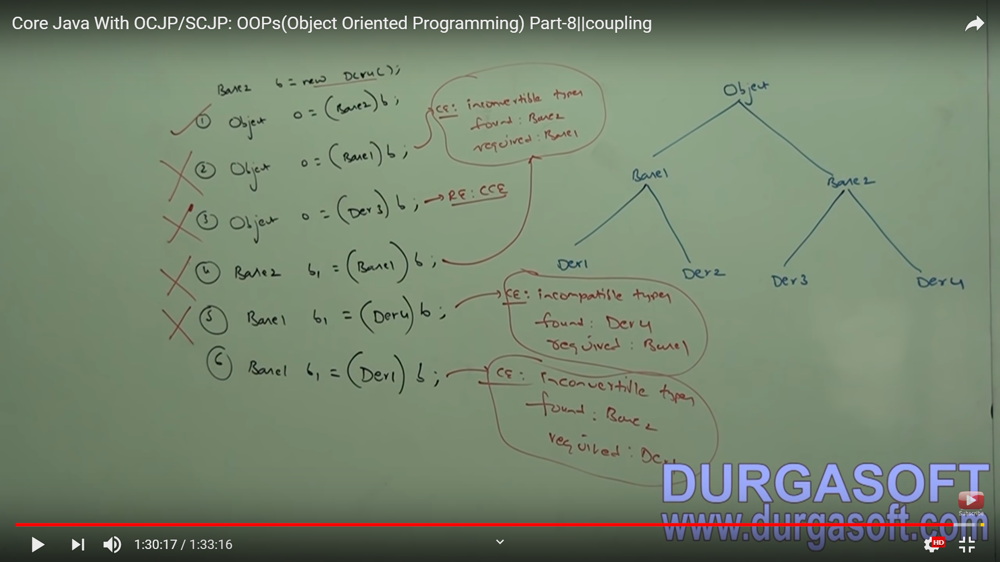 Core Java With OCJP/SCJP: OOPs(Object Oriented Programming) Part-8||coupling
Base2 b = new Der4();
① Object o = (Base2) b;
② Object o = (Base1) b;
CE: inconvertible types
found: Base2
required: Base1
③ Object o = (Der3) b; → RE: CCE
④ Base2 b1 = (Base1) b;
⑤ Base1 b1 = (Der4) b;
CE: incompatible types
found: Der4
required: Base1
⑥ Base1 b1 = (Der1) b;
CE: inconvertible types
found: Base2
required: Der1
Object
Base1 Base2
Der1 Der2 Der3 Der4
DURGASOFT
www.durgasoft.com
Subscribe
1:30:17 / 1:33:16
HD